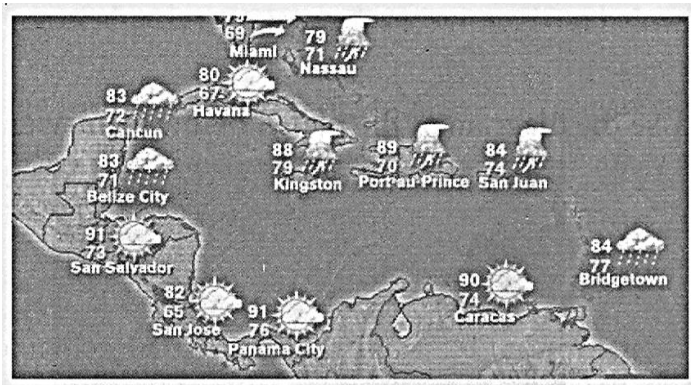 69
Miami
79
71
Nassau
80
67
Havana
83
72
Cancun
88
79
Kingston
89
70
Port-au-Prince
84
74
San Juan
83
71
Belize City
91
73
San Salvador
84
77
Bridgetown
82
65
San Jose
91
76
Panama City
90
74
Caracas